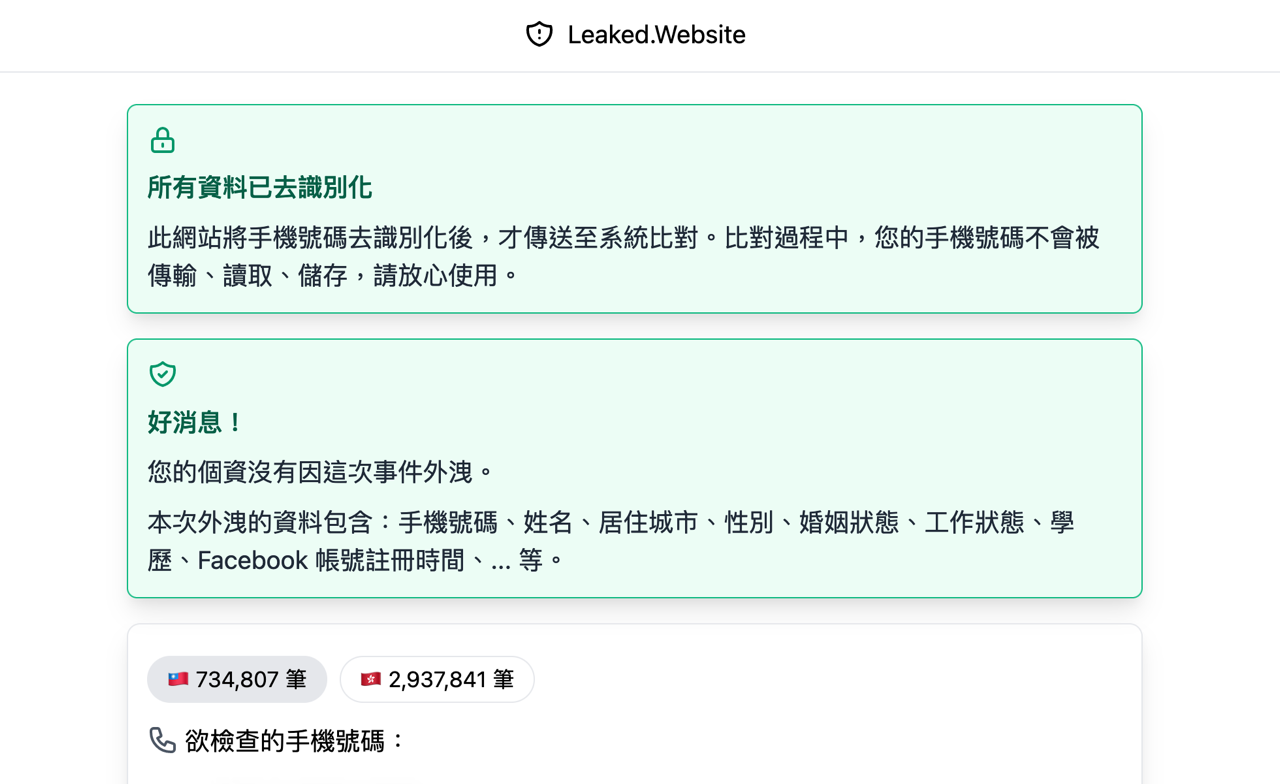 Leaked.Website
所有資料已去識別化
此網站將手機號碼去識別化後，才傳送至系統比對。比對過程中，您的手機號碼不會被
傳輸、讀取、儲存，請放心使用。
好消息！
您的個資沒有因這次事件外洩。
本次外洩的資料包含：手機號碼、姓名、居住城市、性別、婚姻狀態、工作狀態、學
歷、Facebook 帳號註冊時間、... 等。
🇹🇼 734,807 筆 🇭🇰 2,937,841 筆
欲檢查的手機號碼：